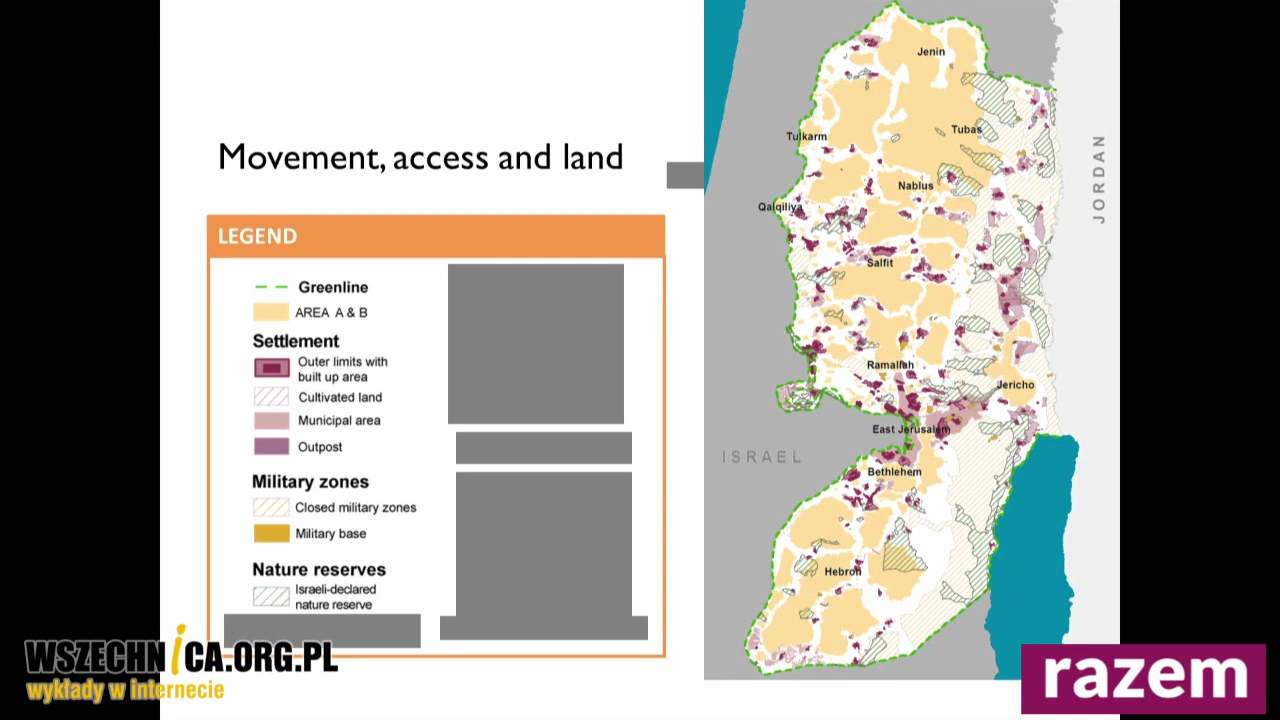 Movement, access and land
LEGEND
Greenline
AREA A & B
Settlement
Outer limits with
built up area
Cultivated land
Municipal area
Outpost
Military zones
Closed military zones
Military base
Nature reserves
Israeli-declared
nature reserve
Jenin
Tubas
Tulkarm
Nablus
Qalqiliya
Salfit
Ramallah
Jericho
East Jerusalem
Bethlehem
Hebron
ISRAEL
JORDAN
WSZECHNiCA.ORG.PL
wykłady w internecie
razem